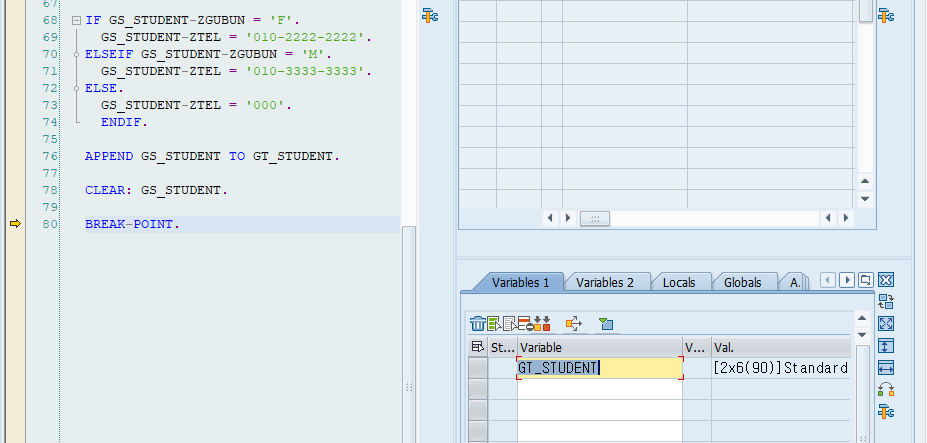 67
68 IF GS_STUDENT-ZGUBUN = 'F'.
69 GS_STUDENT-ZTEL = '010-2222-2222'.
70 ELSEIF GS_STUDENT-ZGUBUN = 'M'.
71 GS_STUDENT-ZTEL = '010-3333-3333'.
72 ELSE.
73 GS_STUDENT-ZTEL = '000'.
74 ENDIF.
75
76 APPEND GS_STUDENT TO GT_STUDENT.
77
78 CLEAR: GS_STUDENT.
79
80 BREAK-POINT.
Variables 1 Variables 2 Locals Globals A.
St... Variable V... Val.
GT_STUDENT [2x6(90)]Standard